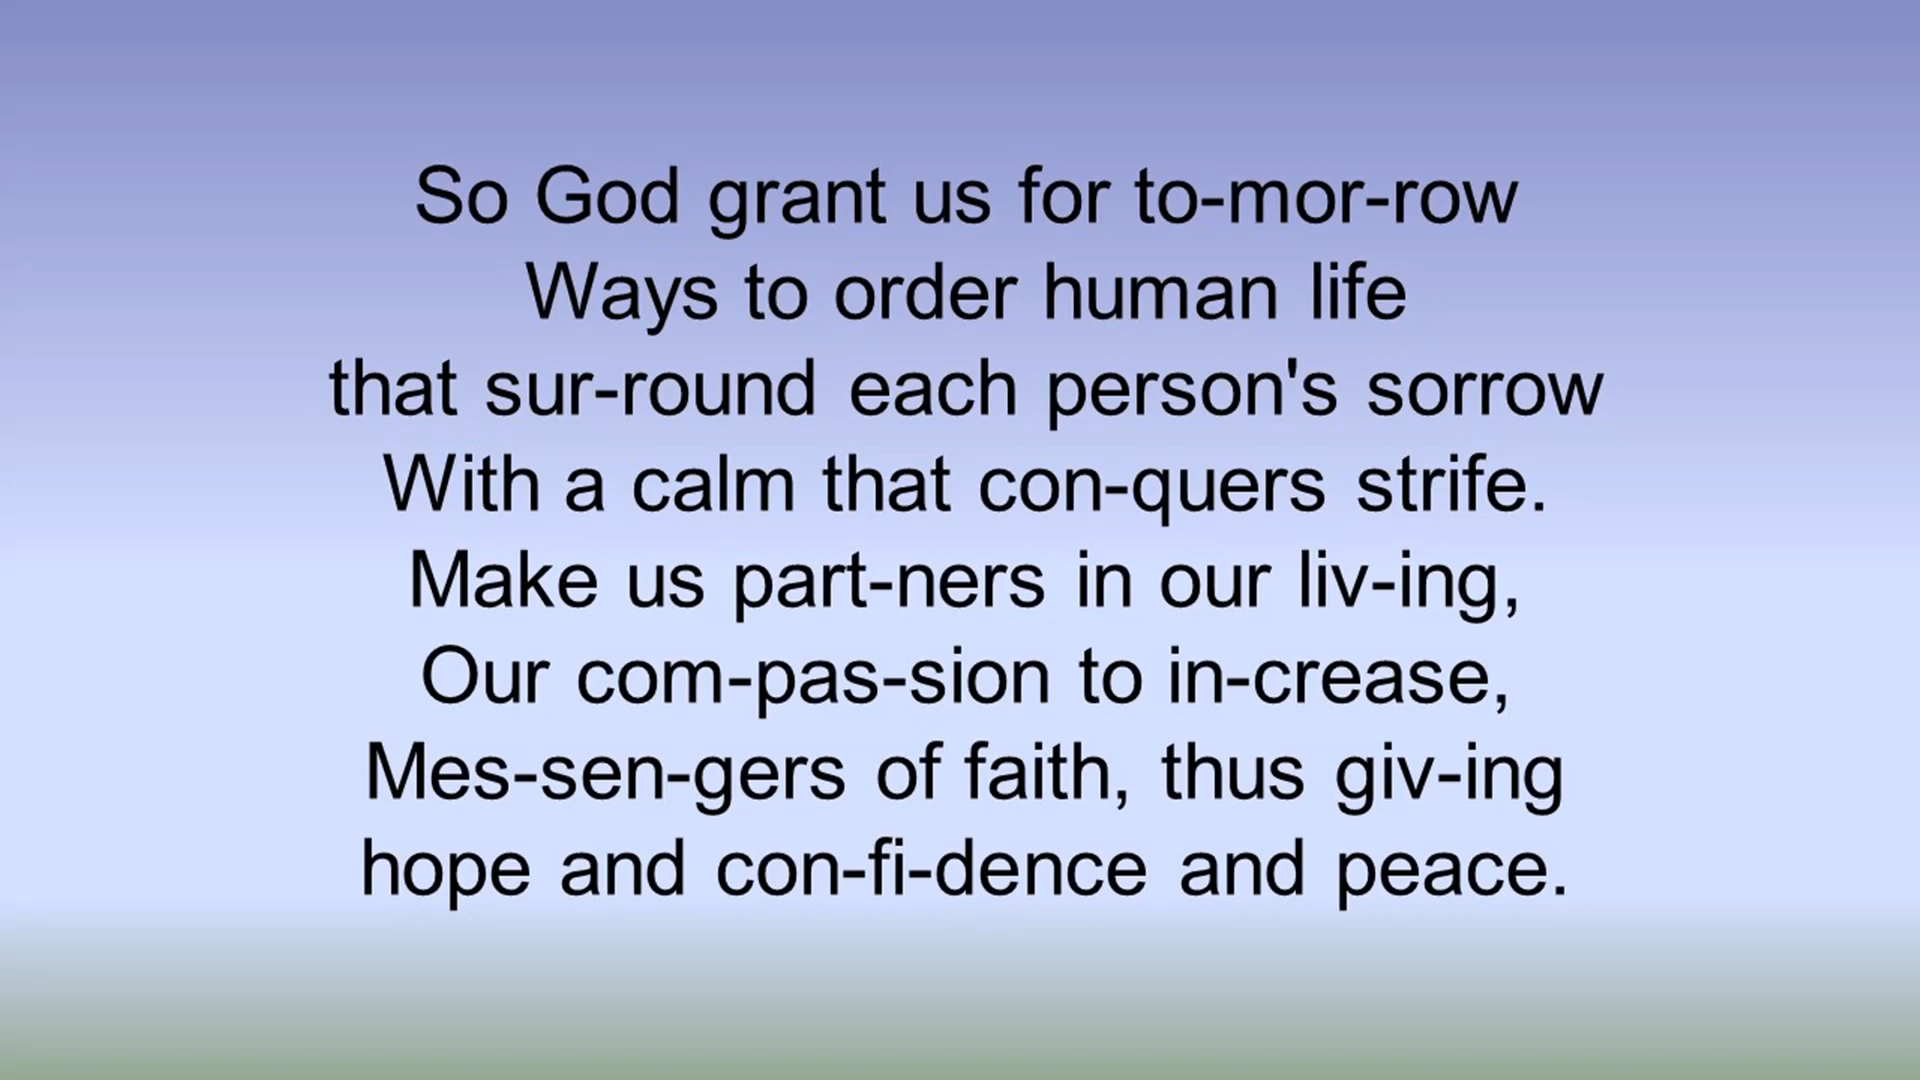 So God grant us for to-mor-row
Ways to order human life
that sur-round each person's sorrow
With a calm that con-quers strife.
Make us part-ners in our liv-ing,
Our com-pas-sion to in-crease,
Mes-sen-gers of faith, thus giv-ing
hope and con-fi-dence and peace.